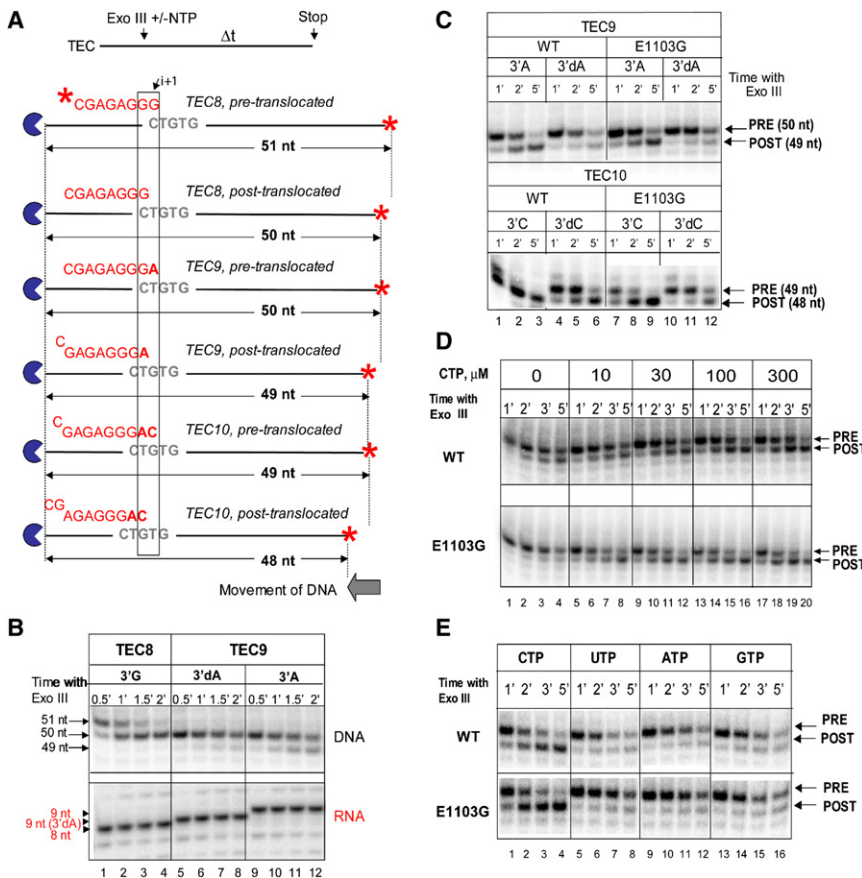 A
Exo III +/-NTP
Stop
TEC
Δt
i+1
* CGAGAGGG
TEC8, pre-translocated
CTGTG
*
51 nt
CGAGAGGG
TEC8, post-translocated
CTGTG
*
50 nt
CGAGAGGGA
TEC9, pre-translocated
CTGTG
*
50 nt
C
GAGAGGGA
TEC9, post-translocated
CTGTG
*
49 nt
C
GAGAGGGAC
TEC10, pre-translocated
CTGTG
*
49 nt
CG
AGAGGGAC
TEC10, post-translocated
CTGTG
*
48 nt
Movement of DNA
B
TEC8 TEC9
3'G 3'dA 3'A
Time with
Exo III
0.5' 1' 1.5' 2' 0.5' 1' 1.5' 2' 0.5' 1' 1.5' 2'
51 nt
50 nt
49 nt
DNA
9 nt
9 nt (3'dA)
8 nt
RNA
1 2 3 4 5 6 7 8 9 10 11 12
C
TEC9
WT E1103G
3'A 3'dA 3'A 3'dA
Time with
Exo III
1' 2' 5' 1' 2' 5' 1' 2' 5' 1' 2' 5'
PRE (50 nt)
POST (49 nt)
TEC10
WT E1103G
3'C 3'dC 3'C 3'dC
1' 2' 5' 1' 2' 5' 1' 2' 5' 1' 2' 5'
PRE (49 nt)
POST (48 nt)
1 2 3 4 5 6 7 8 9 10 11 12
D
CTP, μM 0 10 30 100 300
Time with
Exo III
1' 2' 3' 5' 1' 2' 3' 5' 1' 2' 3' 5' 1' 2' 3' 5' 1' 2' 3' 5'
WT
PRE
POST
E1103G
PRE
POST
1 2 3 4 5 6 7 8 9 10 11 12 13 14 15 16 17 18 19 20
E
CTP UTP ATP GTP
Time with
Exo III
1' 2' 3' 5' 1' 2' 3' 5' 1' 2' 3' 5' 1' 2' 3' 5'
WT
PRE
POST
E1103G
PRE
POST
1 2 3 4 5 6 7 8 9 10 11 12 13 14 15 16